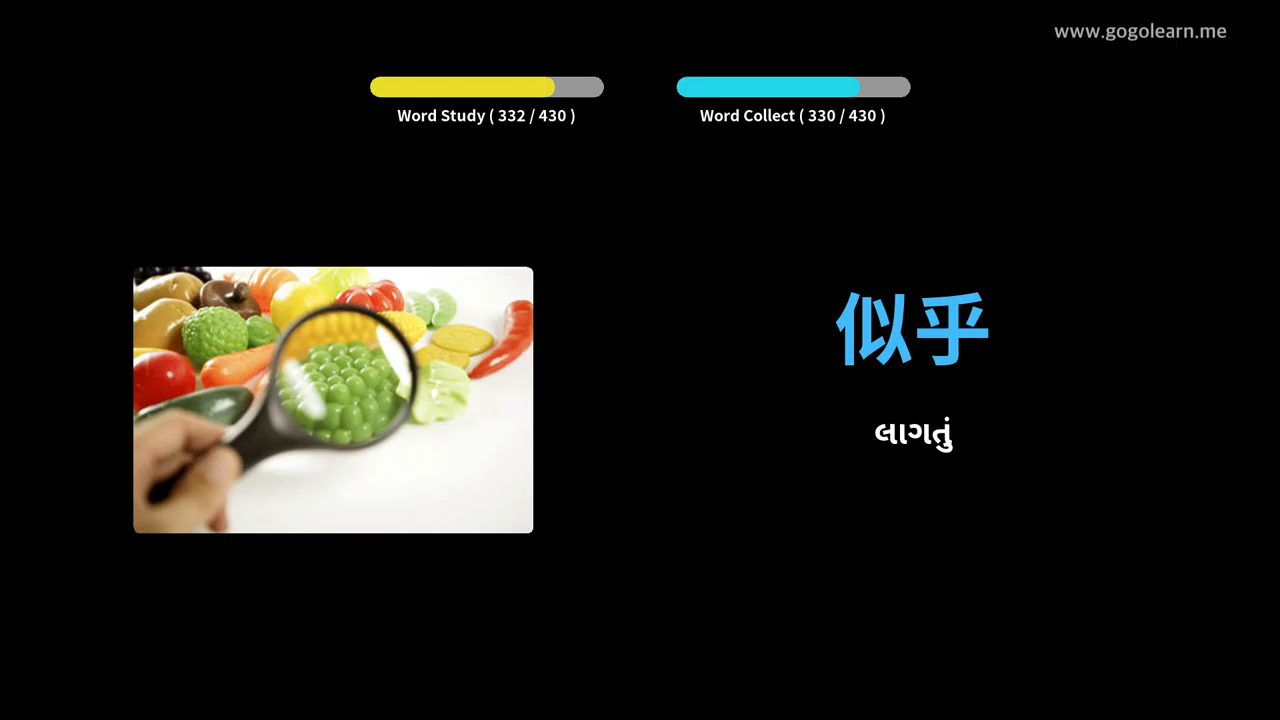 www.gogolearn.me
Word Study ( 332 / 430 )
Word Collect ( 330 / 430 )
似乎
લાગતું